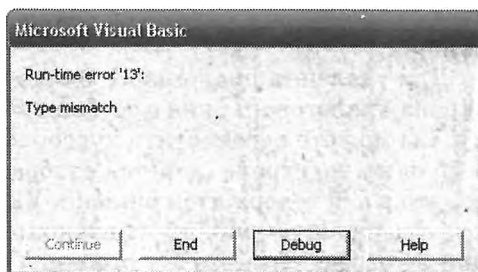 Microsoft Visual Basic
Run-time error '13':
Type mismatch
Continue
End
Debug
Help